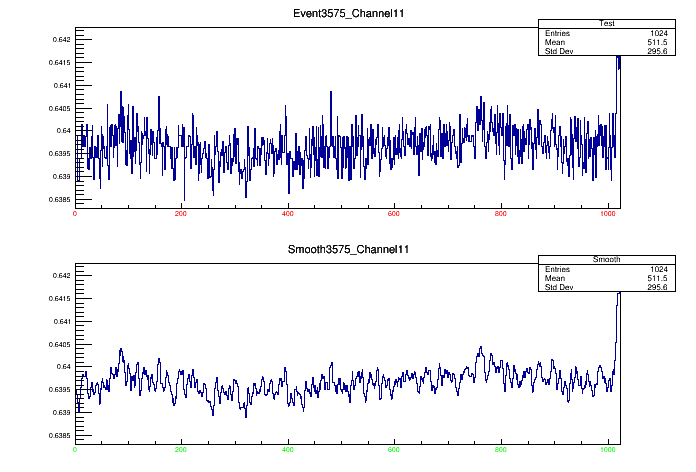 Event3575_Channel11
Test
Entries 1024
Mean 511.5
Std Dev 295.6
0.642
0.6415
0.641
0.6405
0.64
0.6395
0.639
0.6385
0 200 400 600 800 1000
Smooth3575_Channel11
Smooth
Entries 1024
Mean 511.5
Std Dev 295.6
0.642
0.6415
0.641
0.6405
0.64
0.6395
0.639
0.6385
0 200 400 600 800 1000